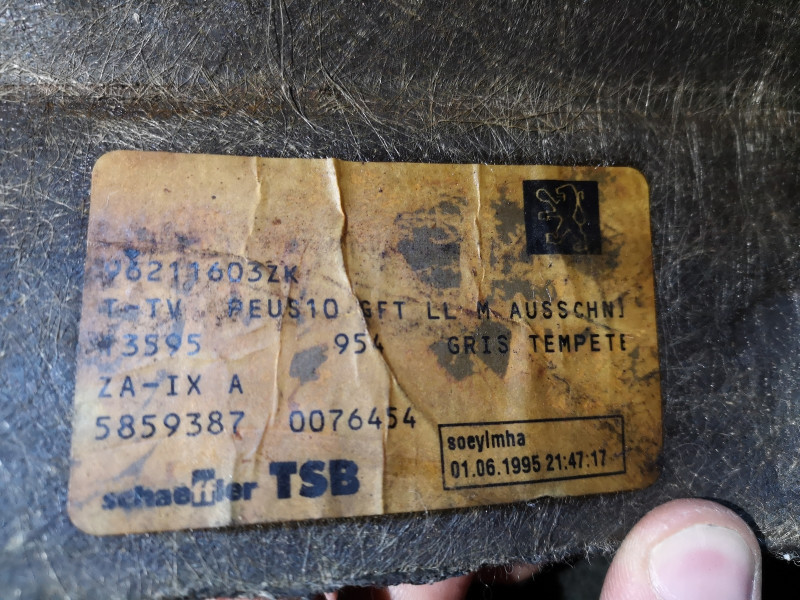 96211603ZK
T-TV PEUS10 GFT LL M AUSSCHNI
*3595 954 GRIS TEMPETE
ZA-IX A
5859387 0076454
schaeffler TSB
soeylmha
01.06.1995 21:47:17